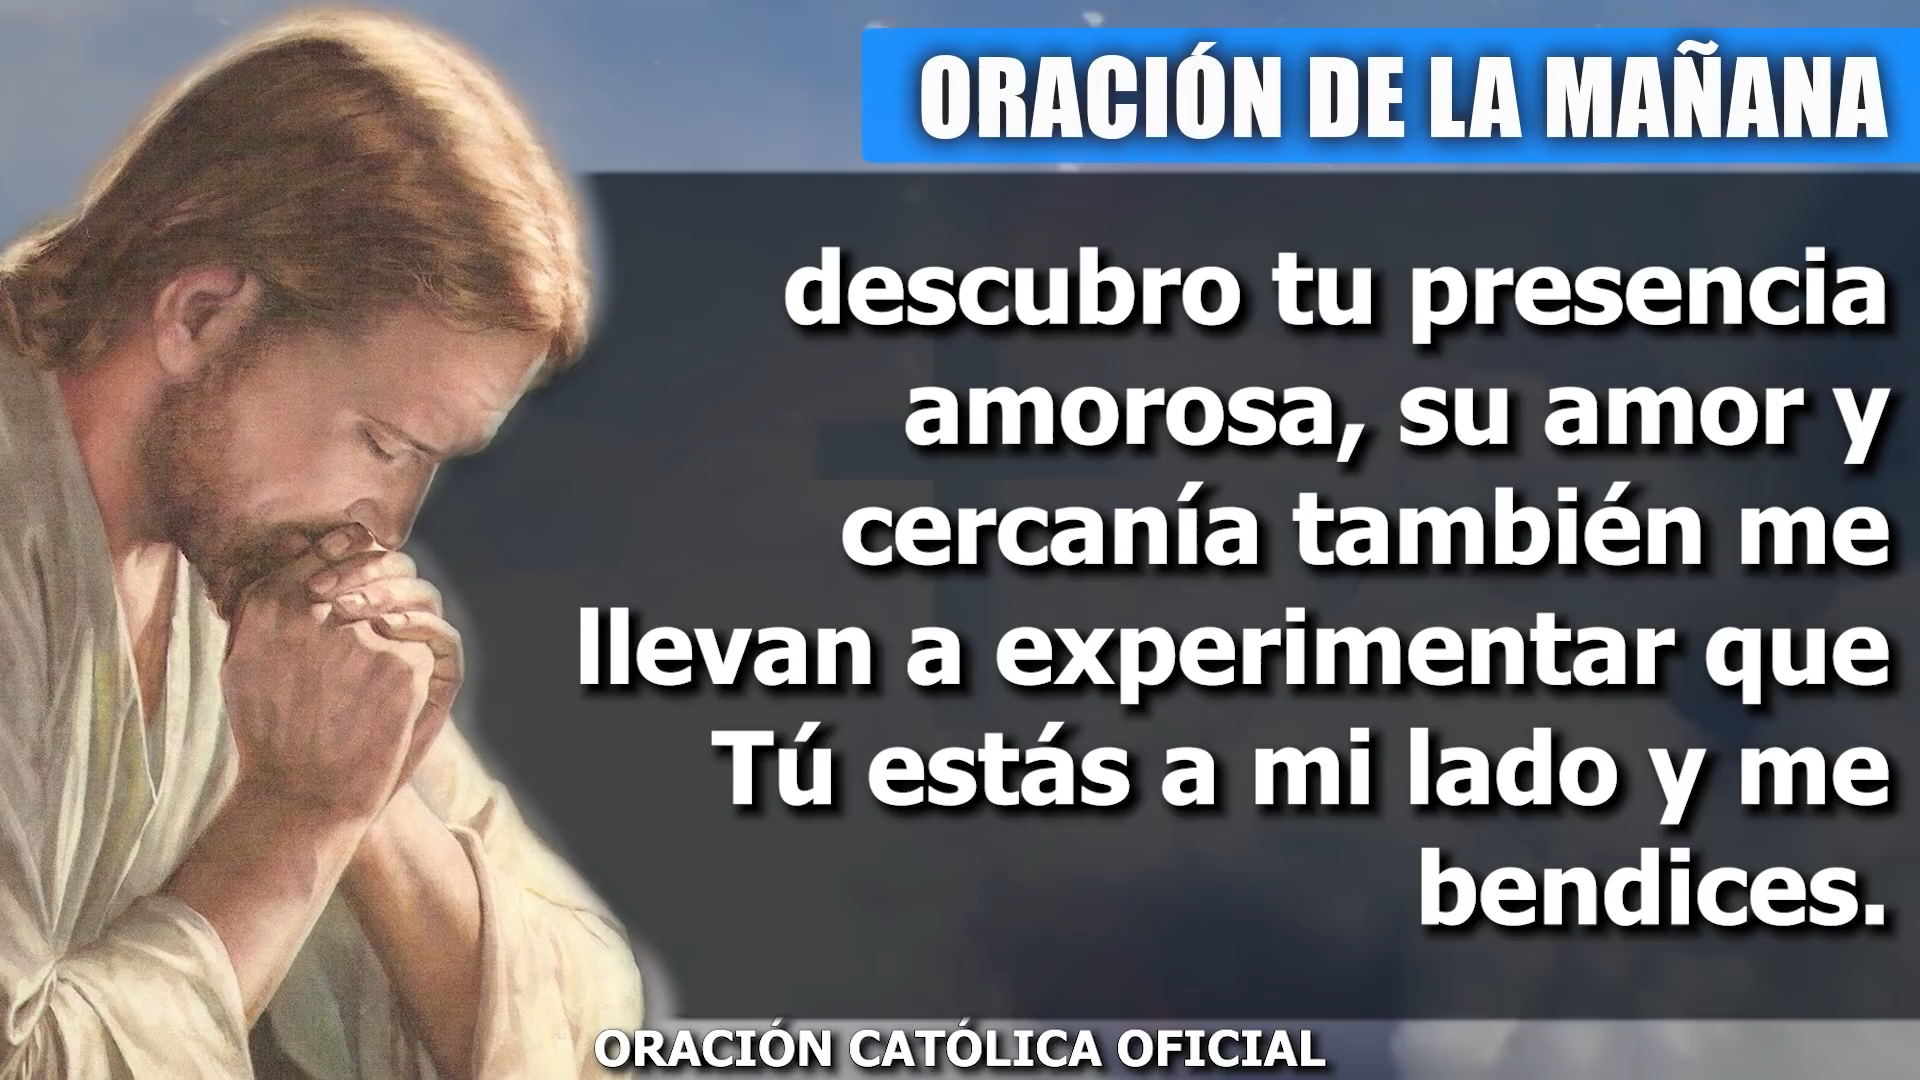 ORACIÓN DE LA MAÑANA
descubro tu presencia
amorosa, su amor y
cercanía también me
llevan a experimentar que
Tú estás a mi lado y me
bendices.
ORACIÓN CATÓLICA OFICIAL